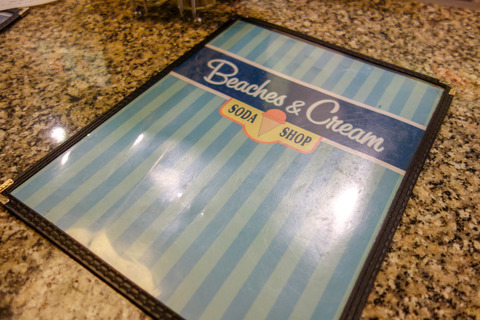 Beaches & Cream
SODA SHOP